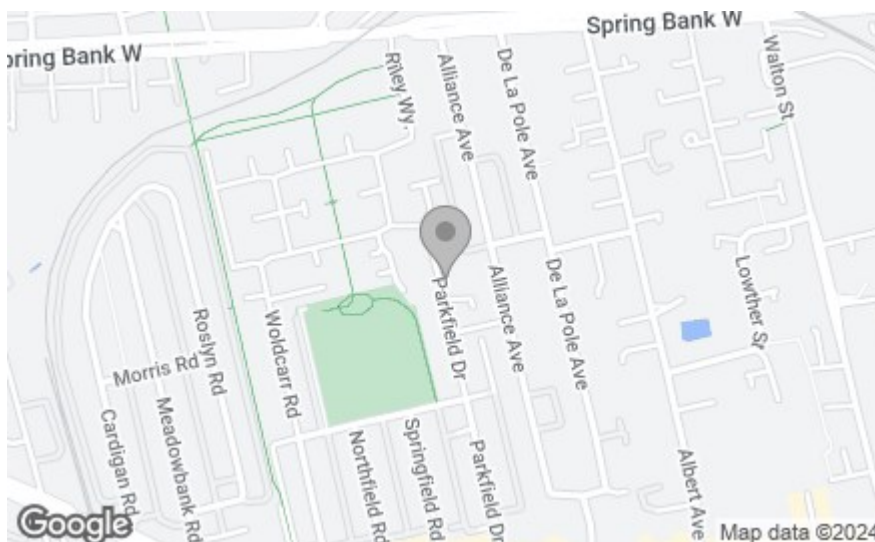 Spring Bank W
pring Bank W
Riley Wy.
Alliance Ave
De La Pole Ave
Walton St
Parkfield Dr
Alliance Ave
De La Pole Ave
Lowther St
Roslyn Rd
Woldcarr Rd
Morris Rd
Cardigan Rd
Meadowbank Rd
Northfield Rd
Springfield Rd
Parkfield Dr
Albert Ave
Google
Map data ©2024